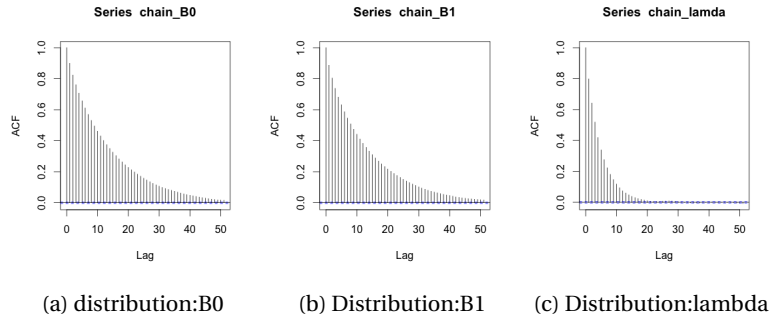 Series chain_B0
ACF
0.0 0.2 0.4 0.6 0.8 1.0
0 10 20 30 40 50
Lag
(a) distribution:B0
Series chain_B1
ACF
0.0 0.2 0.4 0.6 0.8 1.0
0 10 20 30 40 50
Lag
(b) Distribution:B1
Series chain_lamda
ACF
0.0 0.2 0.4 0.6 0.8 1.0
0 10 20 30 40 50
Lag
(c) Distribution:lambda